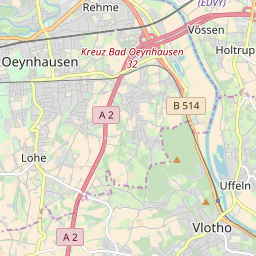 (EDVY)
Rehme
Vössen
Kreuz Bad Oeynhausen
32
Holtrup
Oeynhausen
B 514
A 2
Lohe
Uffeln
Vlotho
A 2